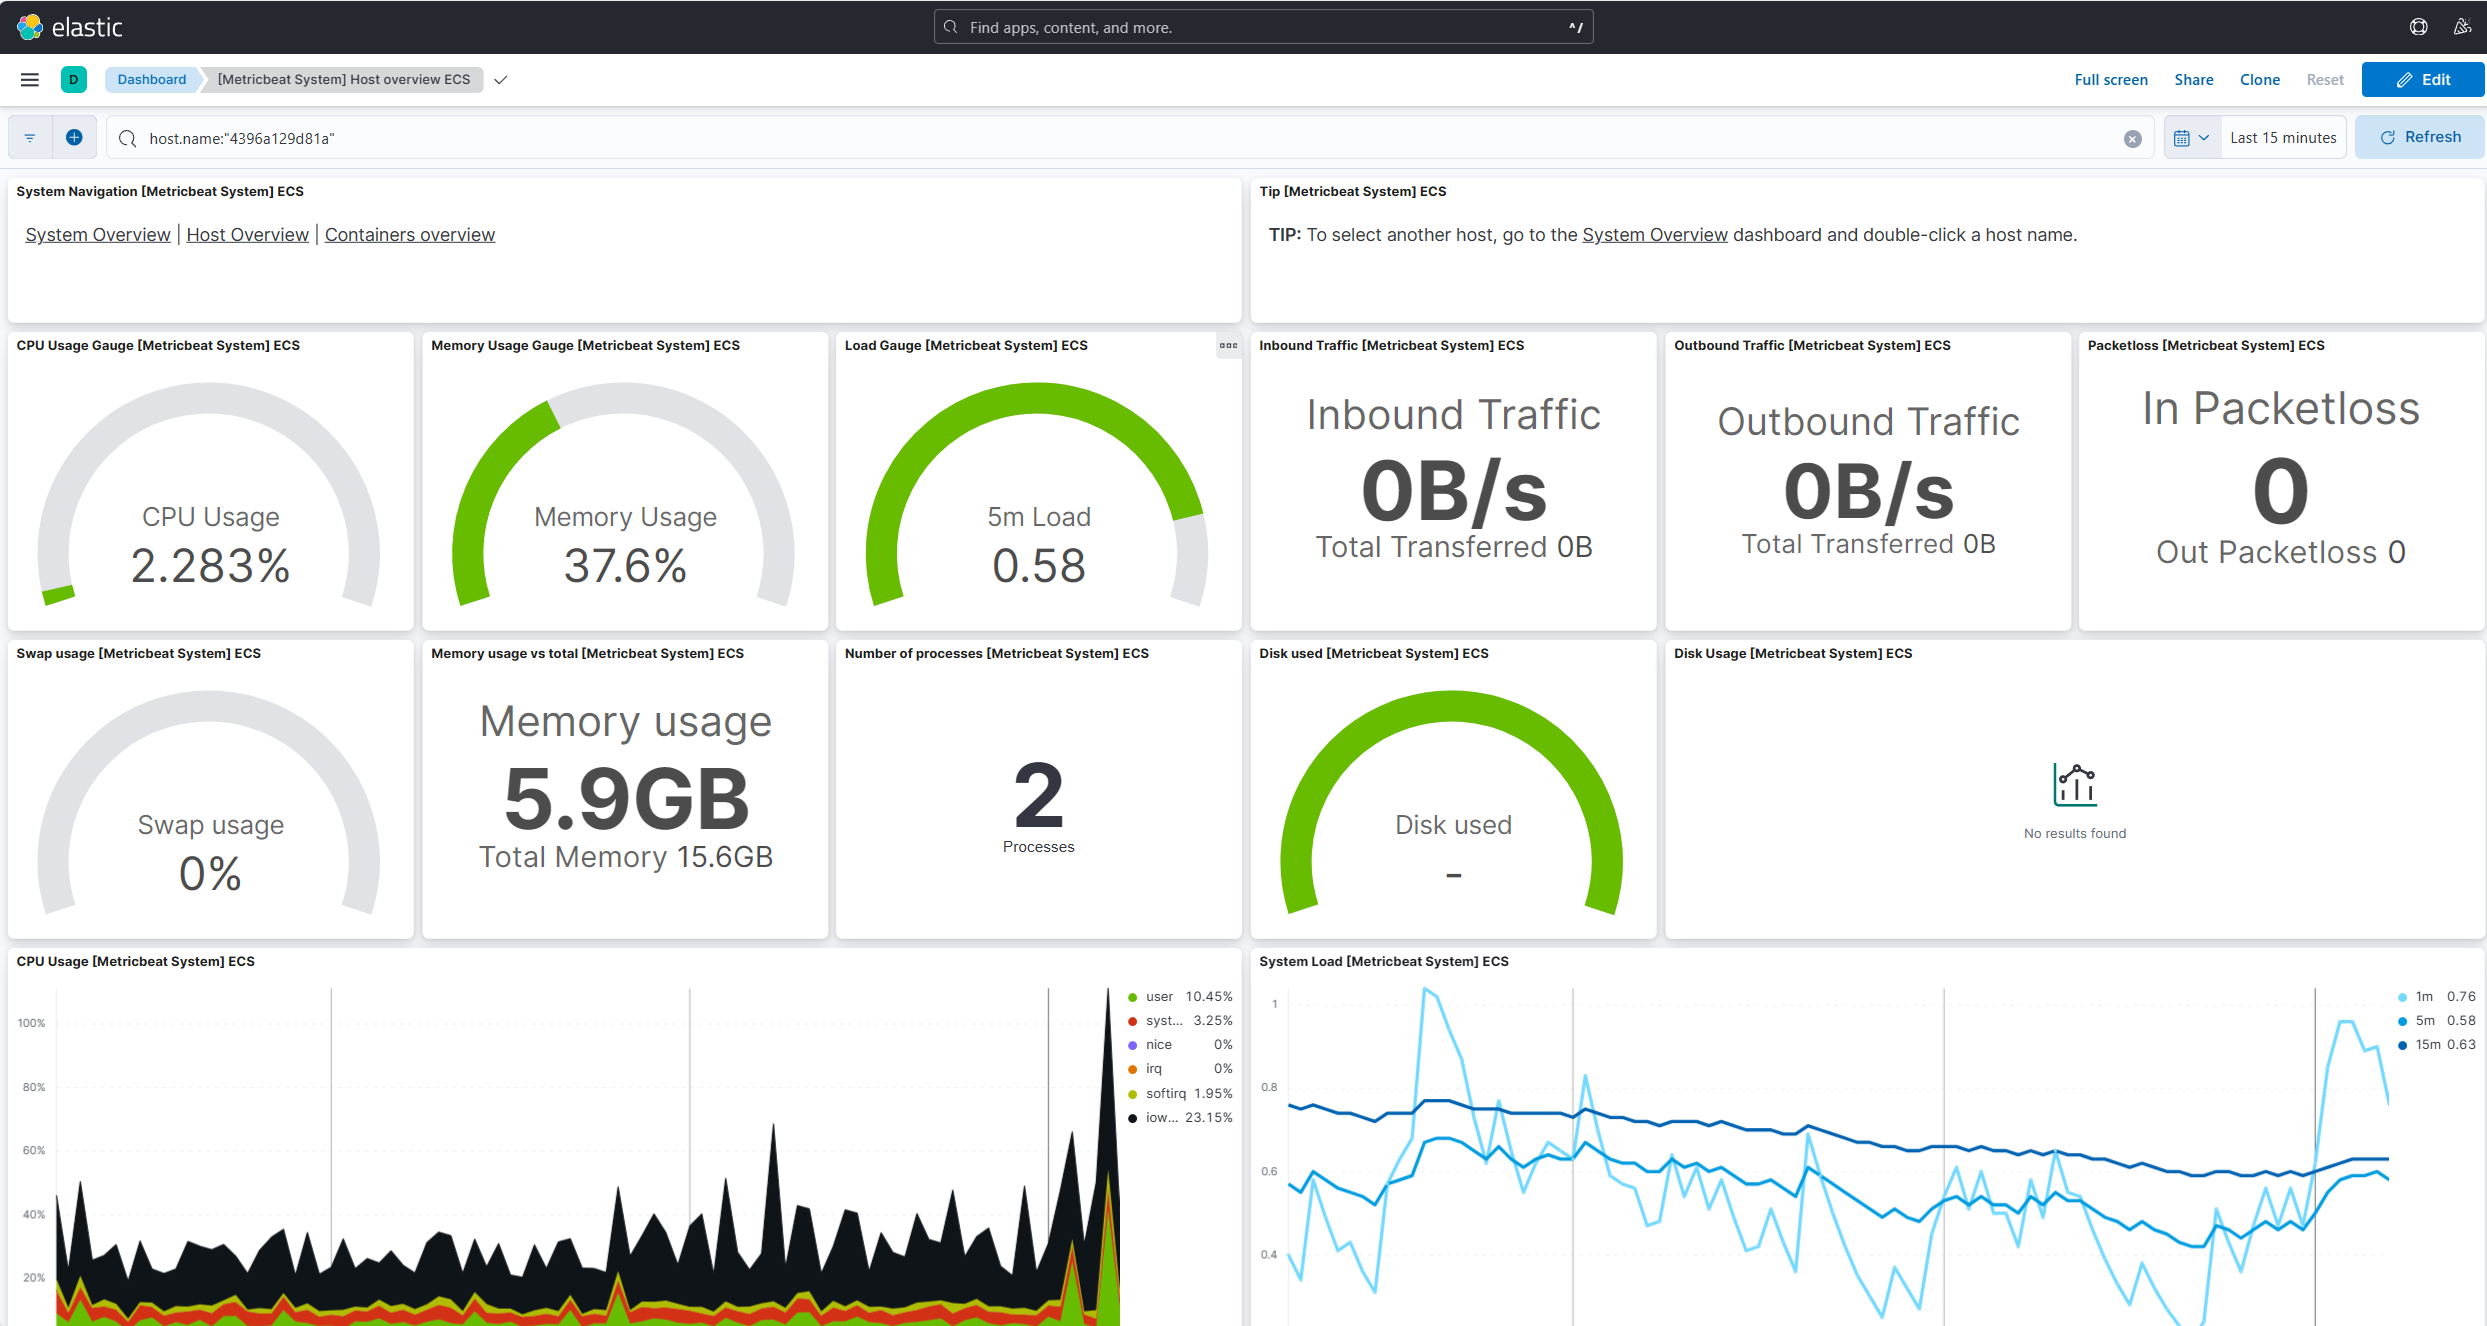 elastic
Find apps, content, and more.
^/
D
Dashboard
[Metricbeat System] Host overview ECS
Full screen
Share
Clone
Reset
Edit
host.name:"4396a129d81a"
Last 15 minutes
Refresh
System Navigation [Metricbeat System] ECS
System Overview | Host Overview | Containers overview
Tip [Metricbeat System] ECS
TIP: To select another host, go to the System Overview dashboard and double-click a host name.
CPU Usage Gauge [Metricbeat System] ECS
CPU Usage
2.283%
Memory Usage Gauge [Metricbeat System] ECS
Memory Usage
37.6%
Load Gauge [Metricbeat System] ECS
5m Load
0.58
Inbound Traffic [Metricbeat System] ECS
Inbound Traffic
0B/s
Total Transferred 0B
Outbound Traffic [Metricbeat System] ECS
Outbound Traffic
0B/s
Total Transferred 0B
Packetloss [Metricbeat System] ECS
In Packetloss
0
Out Packetloss 0
Swap usage [Metricbeat System] ECS
Swap usage
0%
Memory usage vs total [Metricbeat System] ECS
Memory usage
5.9GB
Total Memory 15.6GB
Number of processes [Metricbeat System] ECS
2
Processes
Disk used [Metricbeat System] ECS
Disk used
-
Disk Usage [Metricbeat System] ECS
No results found
CPU Usage [Metricbeat System] ECS
100%
80%
60%
40%
20%
user 10.45%
syst... 3.25%
nice 0%
irq 0%
softirq 1.95%
iow... 23.15%
System Load [Metricbeat System] ECS
1
0.8
0.6
0.4
1m 0.76
5m 0.58
15m 0.63